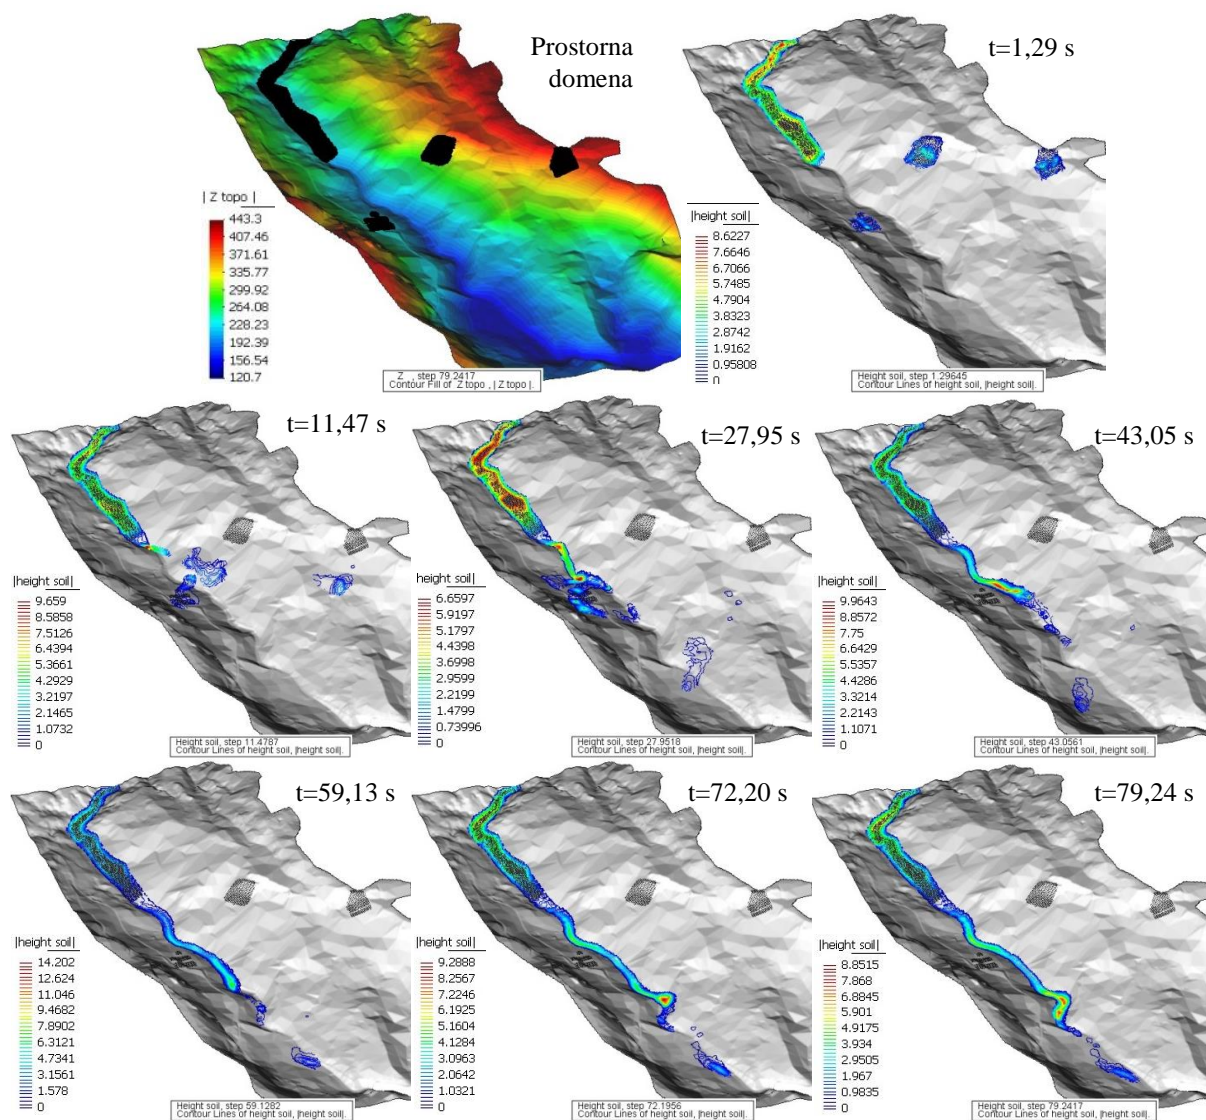 Prostorna
domena
| Z topo |
443.3
407.46
371.61
335.77
299.92
264.08
228.23
192.39
156.54
120.7
Z , step 79.2417
Contour Fill of Z topo , | Z topo |.
t=1,29 s
|height soil|
8.6227
7.6646
6.7066
5.7485
4.7904
3.8323
2.8742
1.9162
0.95808
0
Height soil, step 1.29645
Contour Lines of height soil, |height soil|.
t=11,47 s
|height soil|
9.659
8.5858
7.5126
6.4394
5.3661
4.2929
3.2197
2.1465
1.0732
0
Height soil, step 11.4787
Contour Lines of height soil, |height soil|.
t=27,95 s
|height soil|
6.6597
5.9197
5.1797
4.4398
3.6998
2.9599
2.2199
1.4799
0.73996
0
Height soil, step 27.9518
Contour Lines of height soil, |height soil|.
t=43,05 s
|height soil|
9.9643
8.8572
7.75
6.6429
5.5357
4.4286
3.3214
2.2143
1.1071
0
Height soil, step 43.0561
Contour Lines of height soil, |height soil|.
t=59,13 s
|height soil|
14.202
12.624
11.046
9.4682
7.8902
6.3121
4.7341
3.1561
1.578
0
Height soil, step 59.1282
Contour Lines of height soil, |height soil|.
t=72,20 s
|height soil|
9.2888
8.2567
7.2246
6.1925
5.1604
4.1284
3.0963
2.0642
1.0321
0
Height soil, step 72.1956
Contour Lines of height soil, |height soil|.
t=79,24 s
|height soil|
8.8515
7.868
6.8845
5.901
4.9175
3.934
2.9505
1.967
0.9835
0
Height soil, step 79.2417
Contour Lines of height soil, |height soil|.